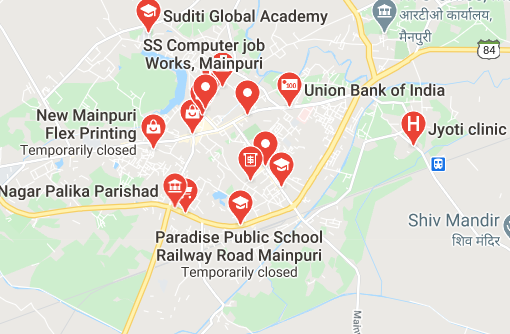 Suditi Global Academy
आरटीओ कार्यालय,
मैनपुरी
SS Computer job
Works, Mainpuri
84
Union Bank of India
New Mainpuri
Flex Printing
Temporarily closed
Jyoti clinic
Nagar Palika Parishad
Shiv Mandir
शिव मंदिर
Paradise Public School
Railway Road Mainpuri
Temporarily closed